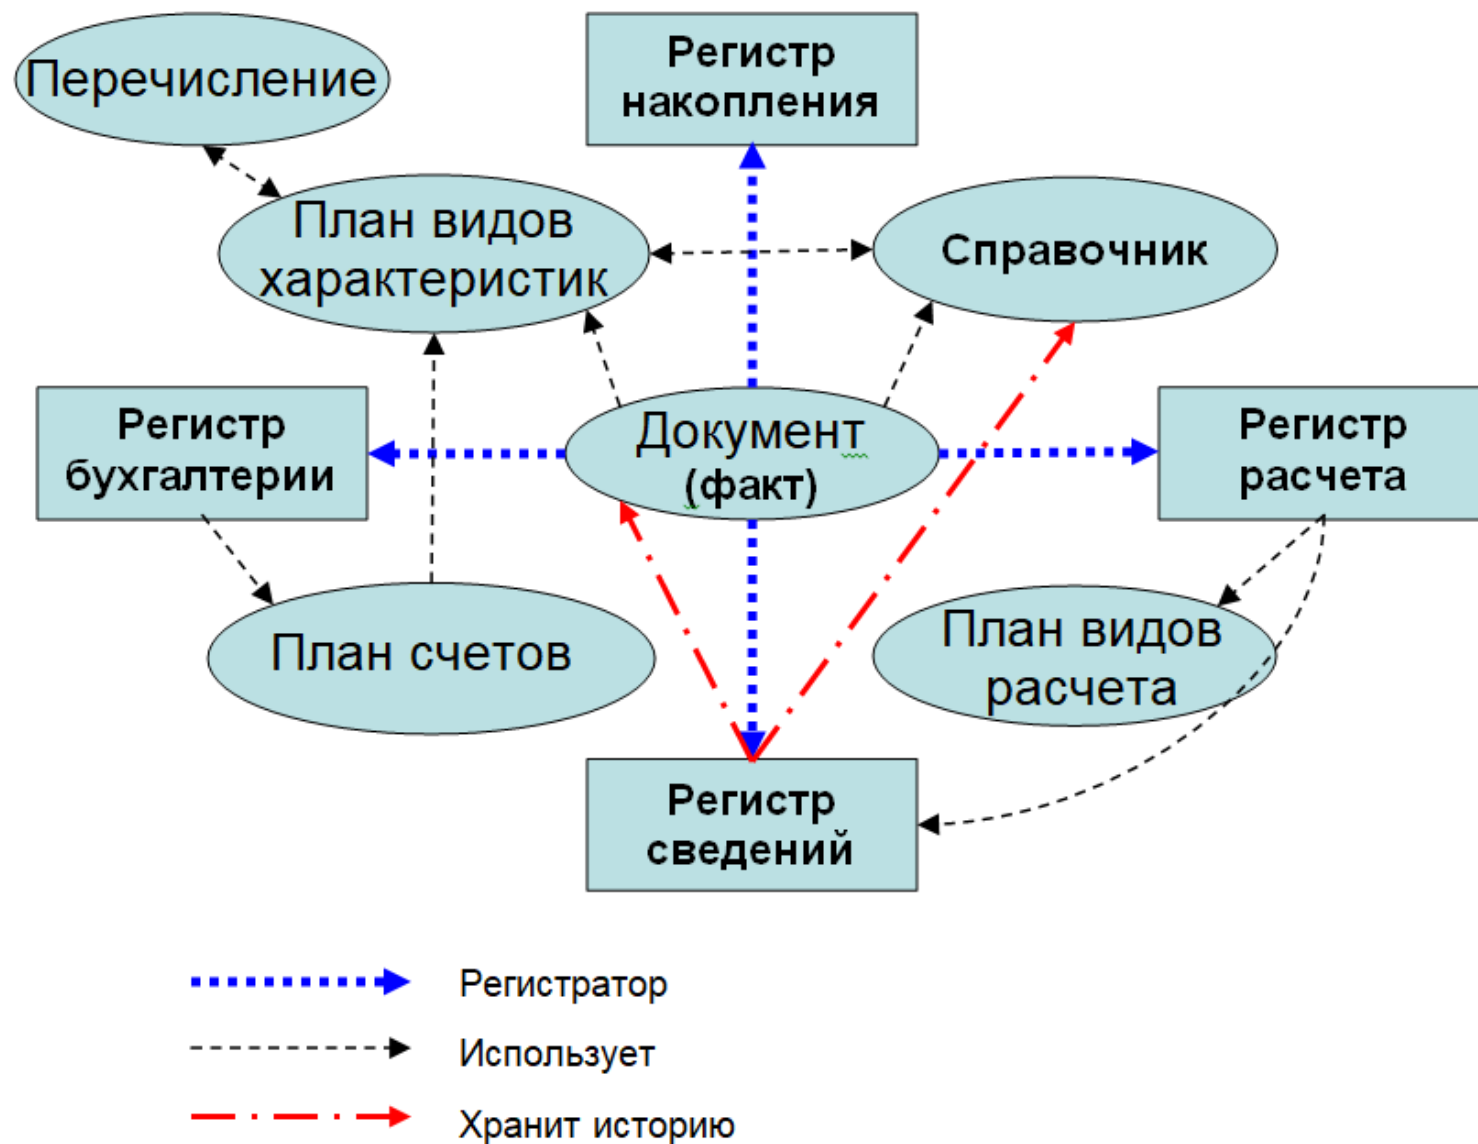 Перечисление
Регистр
накопления
План видов
характеристик
Справочник
Регистр
бухгалтерии
Документ
(факт)
Регистр
расчета
План счетов
План видов
расчета
Регистр
сведений
Регистратор
Использует
Хранит историю